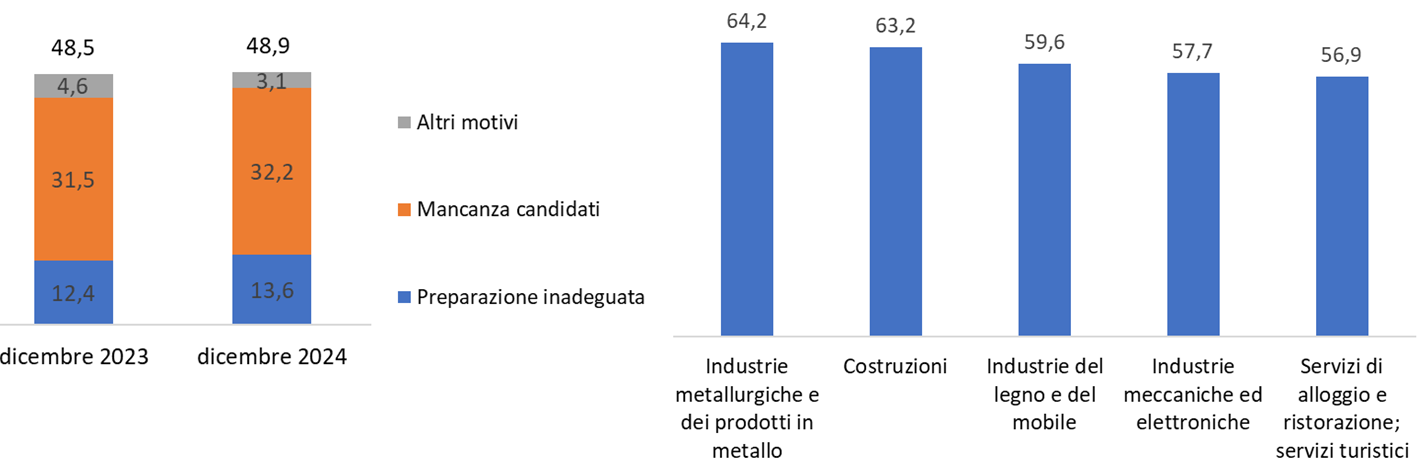 48,5
48,9
4,6
3,1
31,5
32,2
12,4
13,6
dicembre 2023
dicembre 2024
Altri motivi
Mancanza candidati
Preparazione inadeguata
64,2
63,2
59,6
57,7
56,9
Industrie
metallurgiche e
dei prodotti in
metallo
Costruzioni
Industrie del
legno e del
mobile
Industrie
meccaniche ed
elettroniche
Servizi di
alloggio e
ristorazione;
servizi turistici